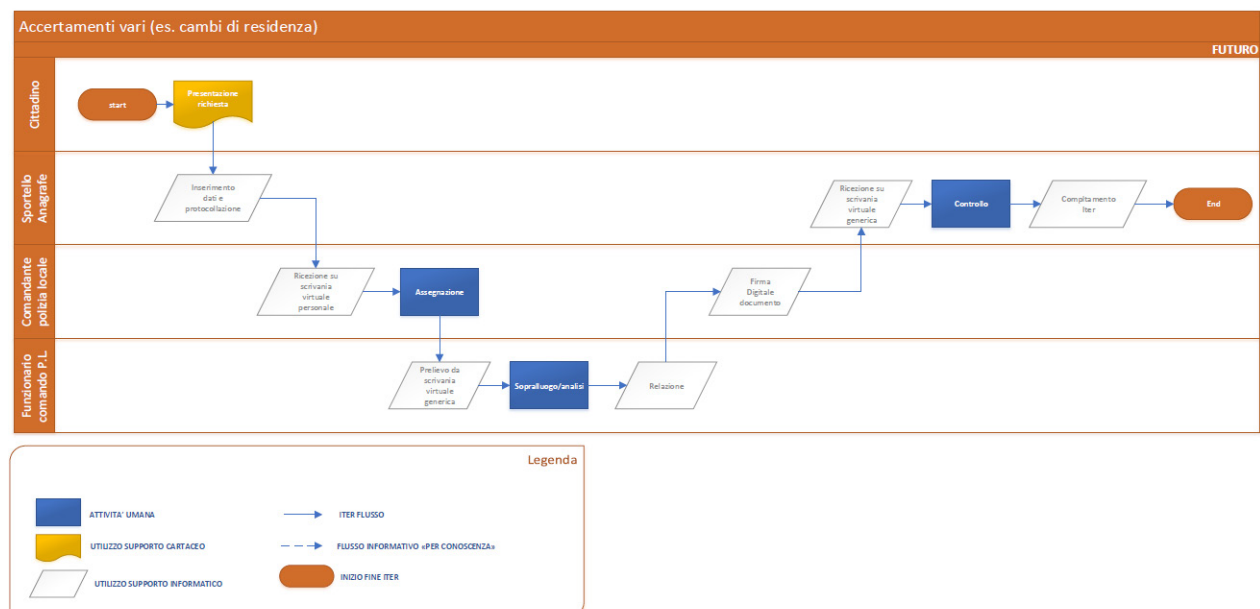 Accertamenti vari (es. cambi di residenza)
FUTURO
Cittadino
start
Presentazione
richiesta
Sportello
Anagrafe
Inserimento
dati e
protocollazione
Ricezione su
scrivania
virtuale
generica
Controllo
Compltamento
Iter
End
Comandante
polizia locale
Ricezione su
scrivania
virtuale
personale
Assegnazione
Firma
Digitale
documento
Funzionario
comando P.L
Prelievo da
scrivania
virtuale
generica
Sopralluogo/analisi
Relazione
Legenda
ATTIVITA' UMANA
ITER FLUSSO
UTILIZZO SUPPORTO CARTACEO
FLUSSO INFORMATIVO «PER CONOSCENZA»
UTILIZZO SUPPORTO INFORMATICO
INIZIO FINE ITER